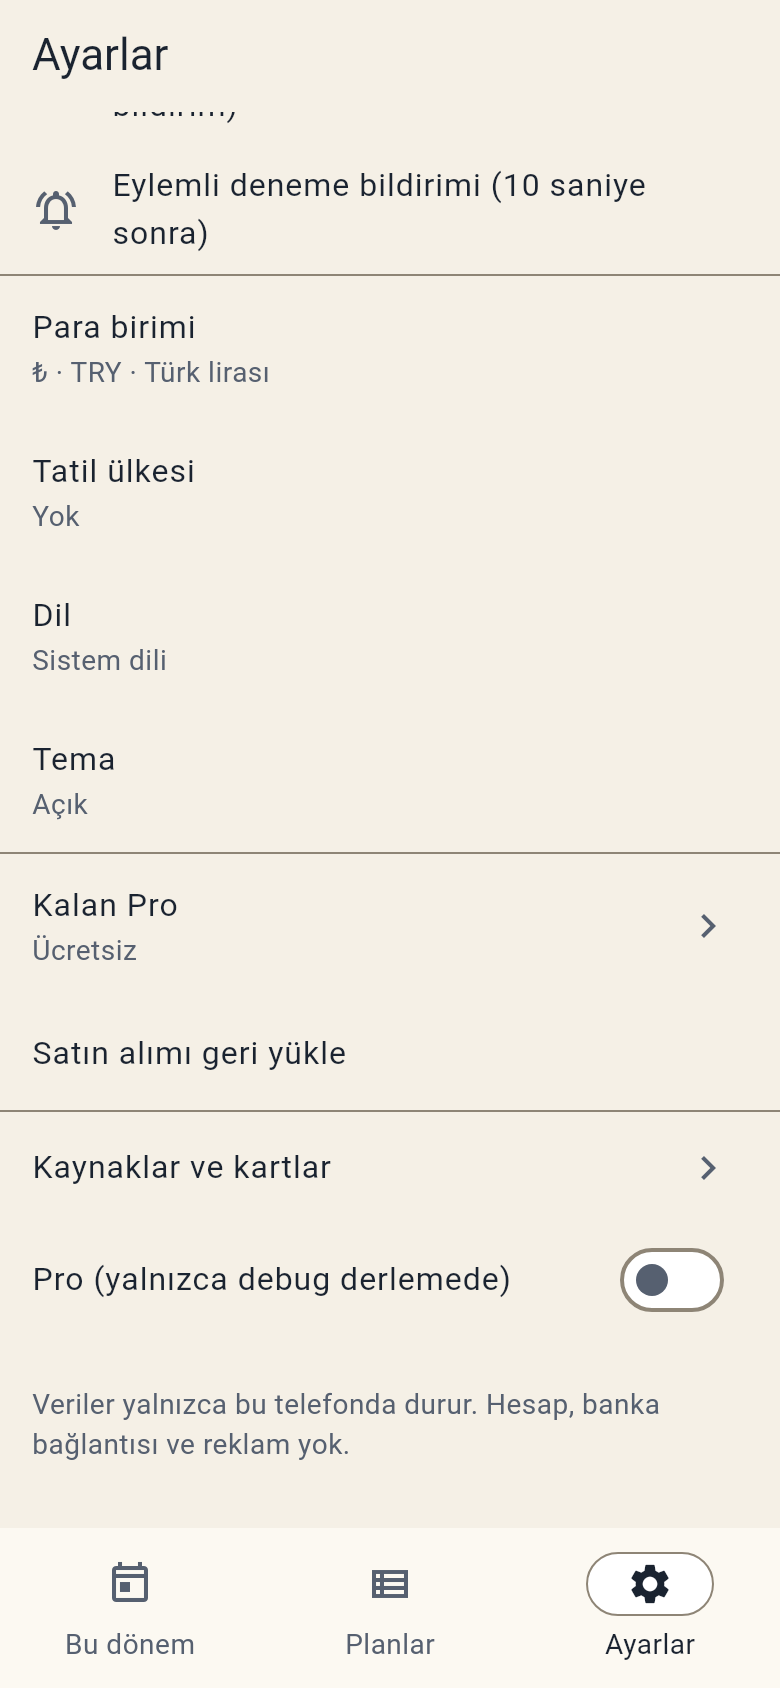 Ayarlar
bildirim)
Eylemli deneme bildirimi (10 saniye
sonra)
Para birimi
₺ · TRY · Türk lirası
Tatil ülkesi
Yok
Dil
Sistem dili
Tema
Açık
Kalan Pro
Ücretsiz
Satın alımı geri yükle
Kaynaklar ve kartlar
Pro (yalnızca debug derlemede)
Veriler yalnızca bu telefonda durur. Hesap, banka
bağlantısı ve reklam yok.
Bu dönem
Planlar
Ayarlar